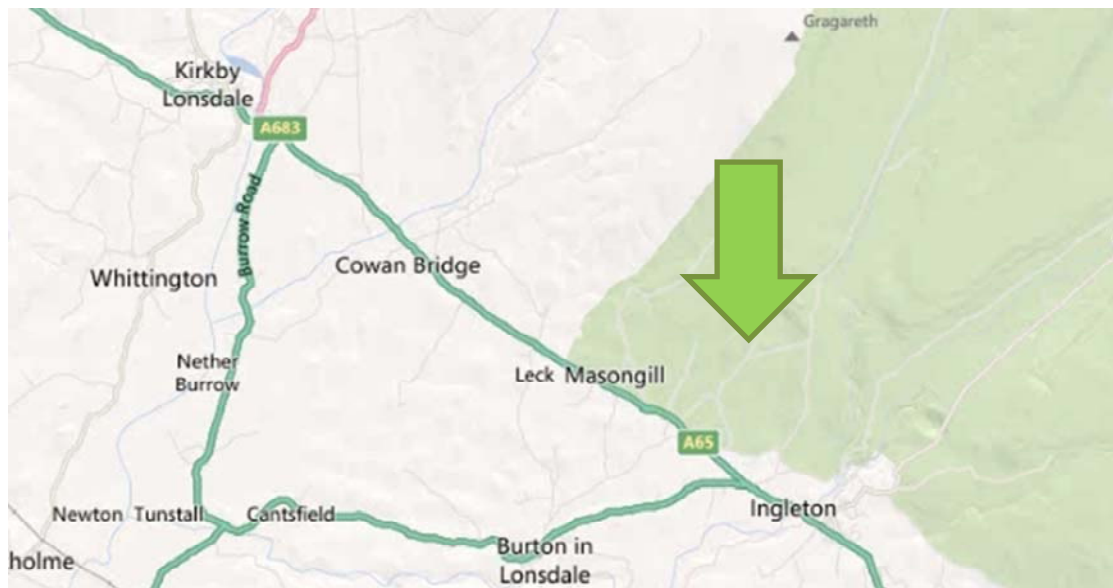 Gragareth
Kirkby
Lonsdale
A683
Burrow Road
Cowan Bridge
Whittington
Nether
Burrow
Leck Masongill
A65
Newton Tunstall
Cantsfield
Ingleton
Burton in
Lonsdale
holme